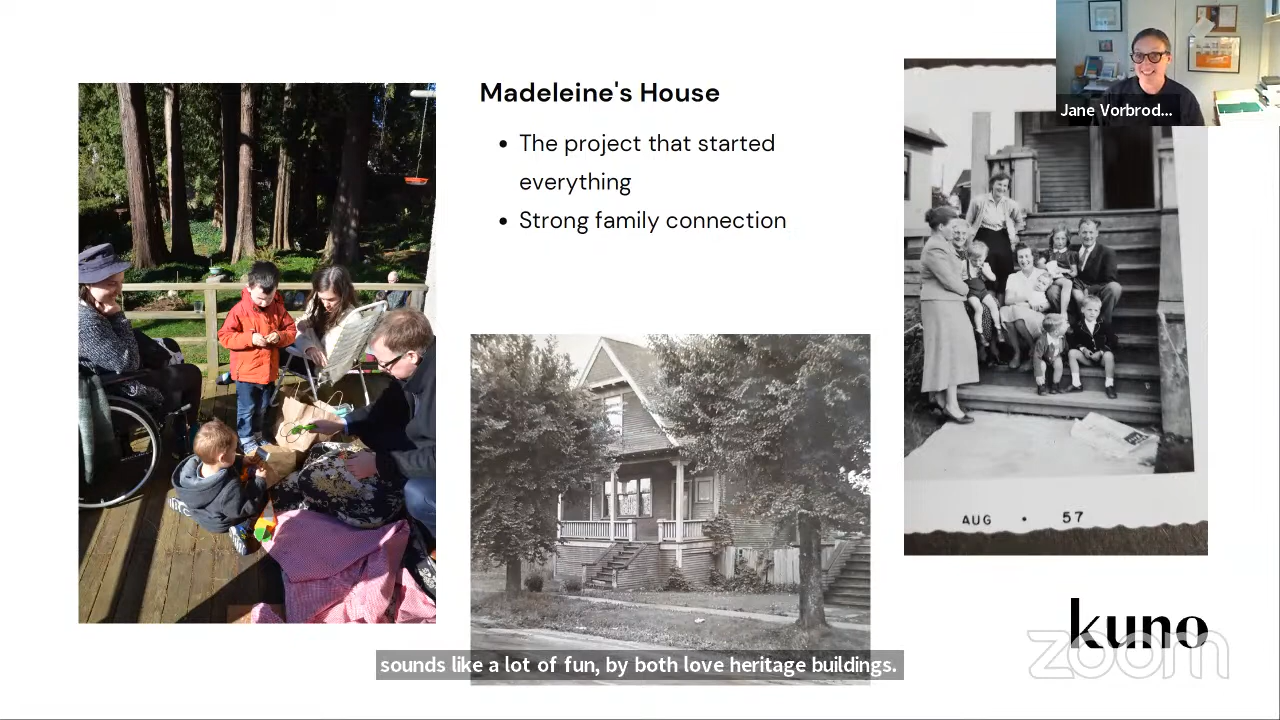 Madeleine's House
• The project that started
everything
• Strong family connection
Jane Vorbrod...
AUG • 57
kuno
zoom
sounds like a lot of fun, by both love heritage buildings.